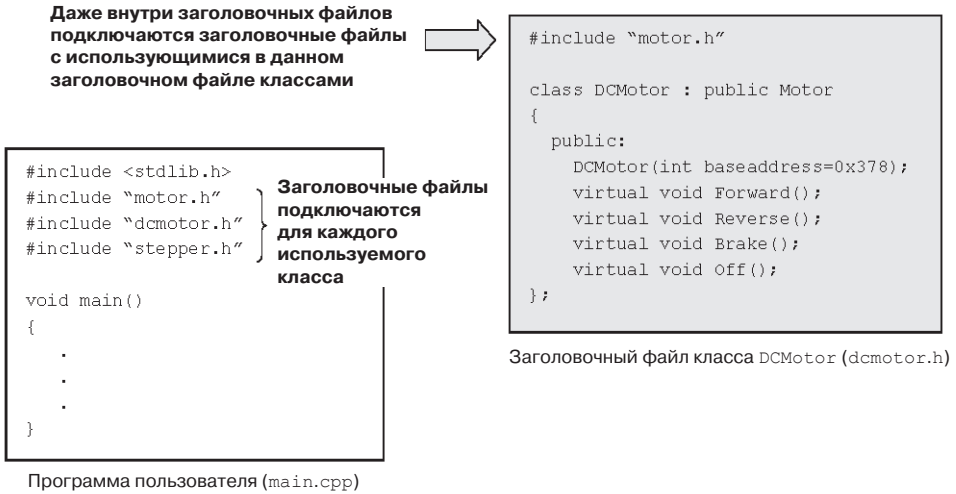 Даже внутри заголовочных файлов
подключаются заголовочные файлы
с использующимися в данном
заголовочном файле классами
#include “motor.h”
class DCMotor : public Motor
{
public:
DCMotor(int baseaddress=0x378);
virtual void Forward();
virtual void Reverse();
virtual void Brake();
virtual void Off();
};
Заголовочный файл класса DCMotor (dcmotor.h)
#include <stdlib.h>
#include “motor.h”
#include “dcmotor.h”
#include “stepper.h”
Заголовочные файлы
подключаются
для каждого
используемого
класса
void main()
{
.
.
.
}
Программа пользователя (main.cpp)